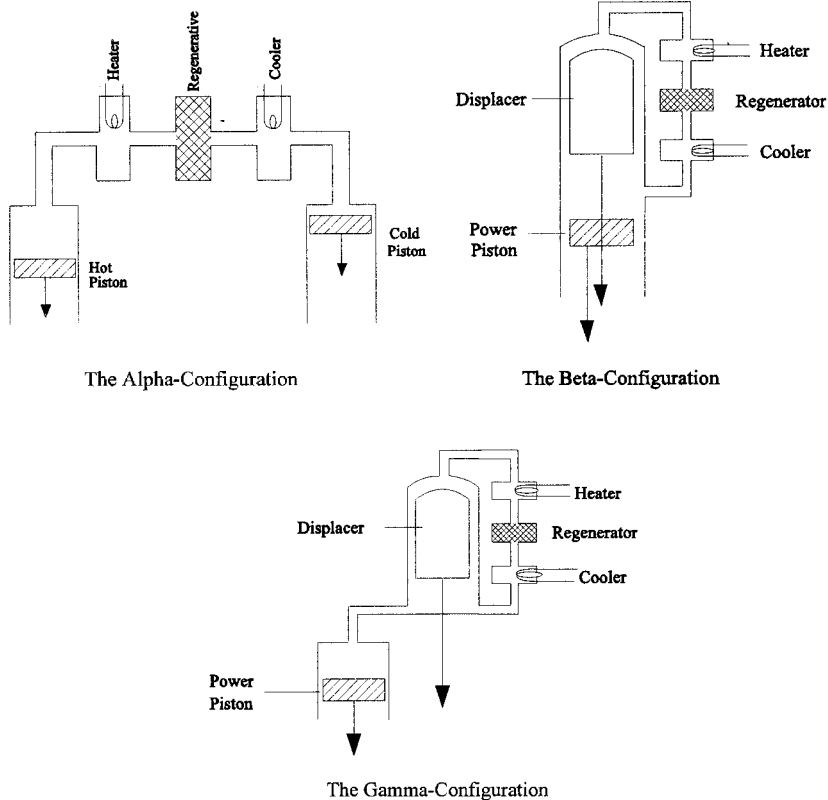 Heater
Regenerative
Cooler
Hot
Piston
Cold
Piston
The Alpha-Configuration
Displacer
Heater
Regenerator
Cooler
Power
Piston
The Beta-Configuration
Displacer
Heater
Regenerator
Cooler
Power
Piston
The Gamma-Configuration